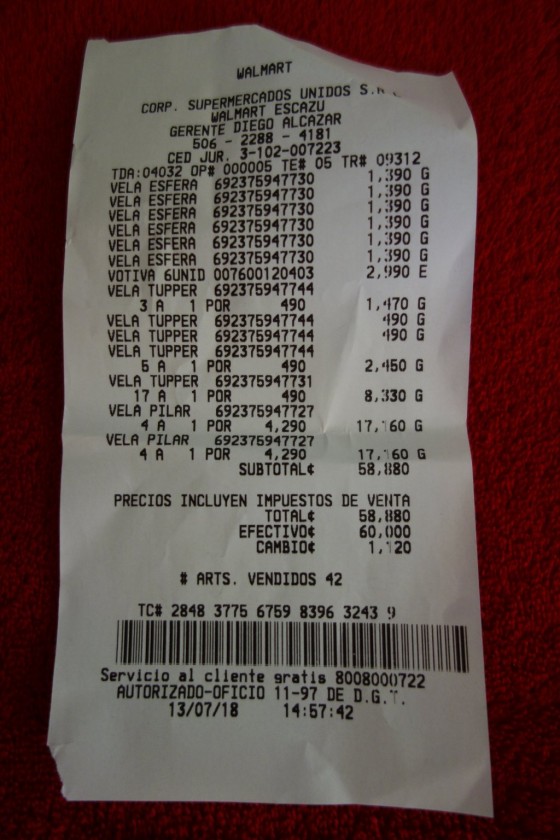 WALMART
CORP. SUPERMERCADOS UNIDOS
WALMART ESCAZU
GERENTE DIEGO ALCAZAR
506 - 2288 - 4181
CED JUR. 3-102-007223
TDA:04032 OP# 000005 TE# 05 TR# 09312
VELA ESFERA 692375947730 1,390 G
VELA ESFERA 692375947730 1,390 G
VELA ESFERA 692375947730 1,390 G
VELA ESFERA 692375947730 1,390 G
VELA ESFERA 692375947730 1,390 G
VELA ESFERA 692375947730 1,390 G
VOTIVA 6UNID 007600120403 2,990 E
VELA TUPPER 692375947744
3 A 1 POR 490 1,470 G
VELA TUPPER 692375947744 490 G
VELA TUPPER 692375947744 490 G
VELA TUPPER 692375947744
5 A 1 POR 490 2,450 G
VELA TUPPER 692375947731
17 A 1 POR 490 8,330 G
VELA PILAR 692375947727
4 A 1 POR 4,290 17,160 G
VELA PILAR 692375947727
4 A 1 POR 4,290 17,160 G
SUBTOTAL¢ 58,880
PRECIOS INCLUYEN IMPUESTOS DE VENTA
TOTAL¢ 58,880
EFECTIVO¢ 60,000
CAMBIO¢ 1,120
# ARTS. VENDIDOS 42
TC# 2848 3775 6759 8396 3243 9
Servicio al cliente gratis 8008000722
AUTORIZADO-OFICIO 11-97 DE D.G.T.
13/07/18 14:57:42